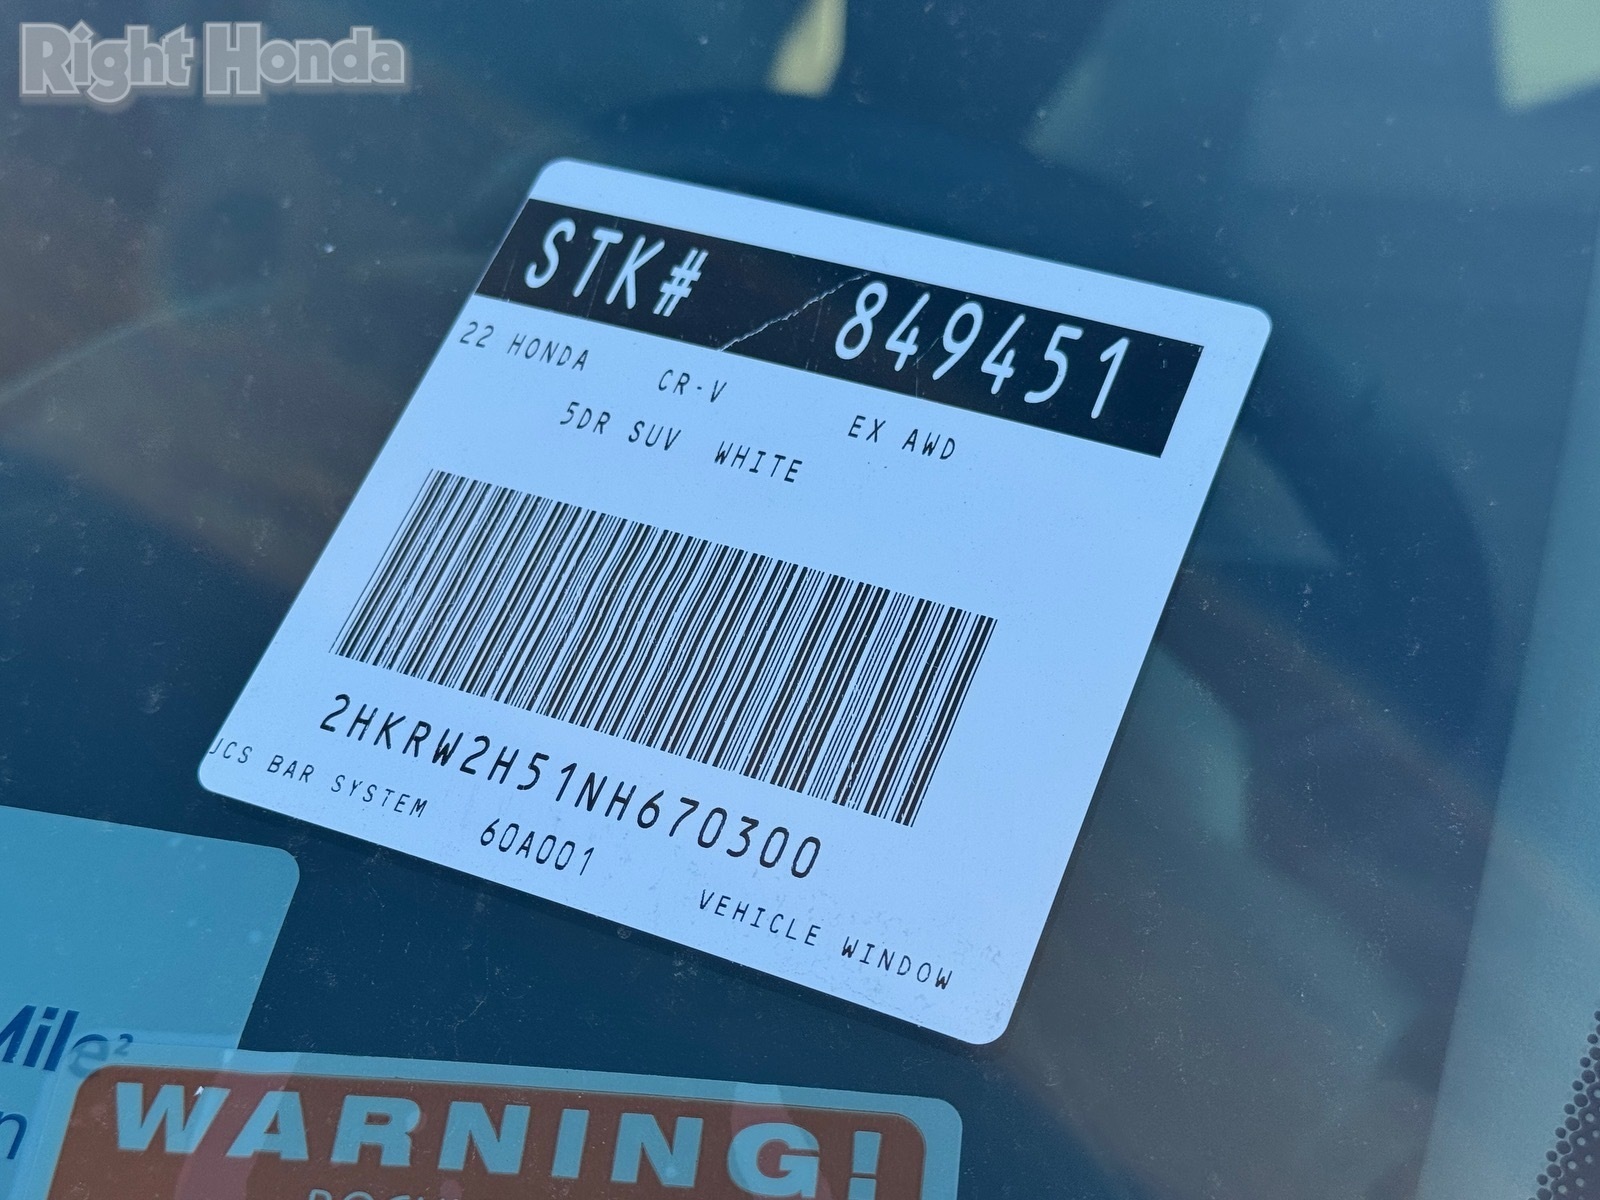 Right Honda
STK# 849451
22 HONDA CR-V EX AWD
5DR SUV WHITE
2HKRW2H51NH670300
JCS BAR SYSTEM 60A001 VEHICLE WINDOW
Mile²
WARNING!